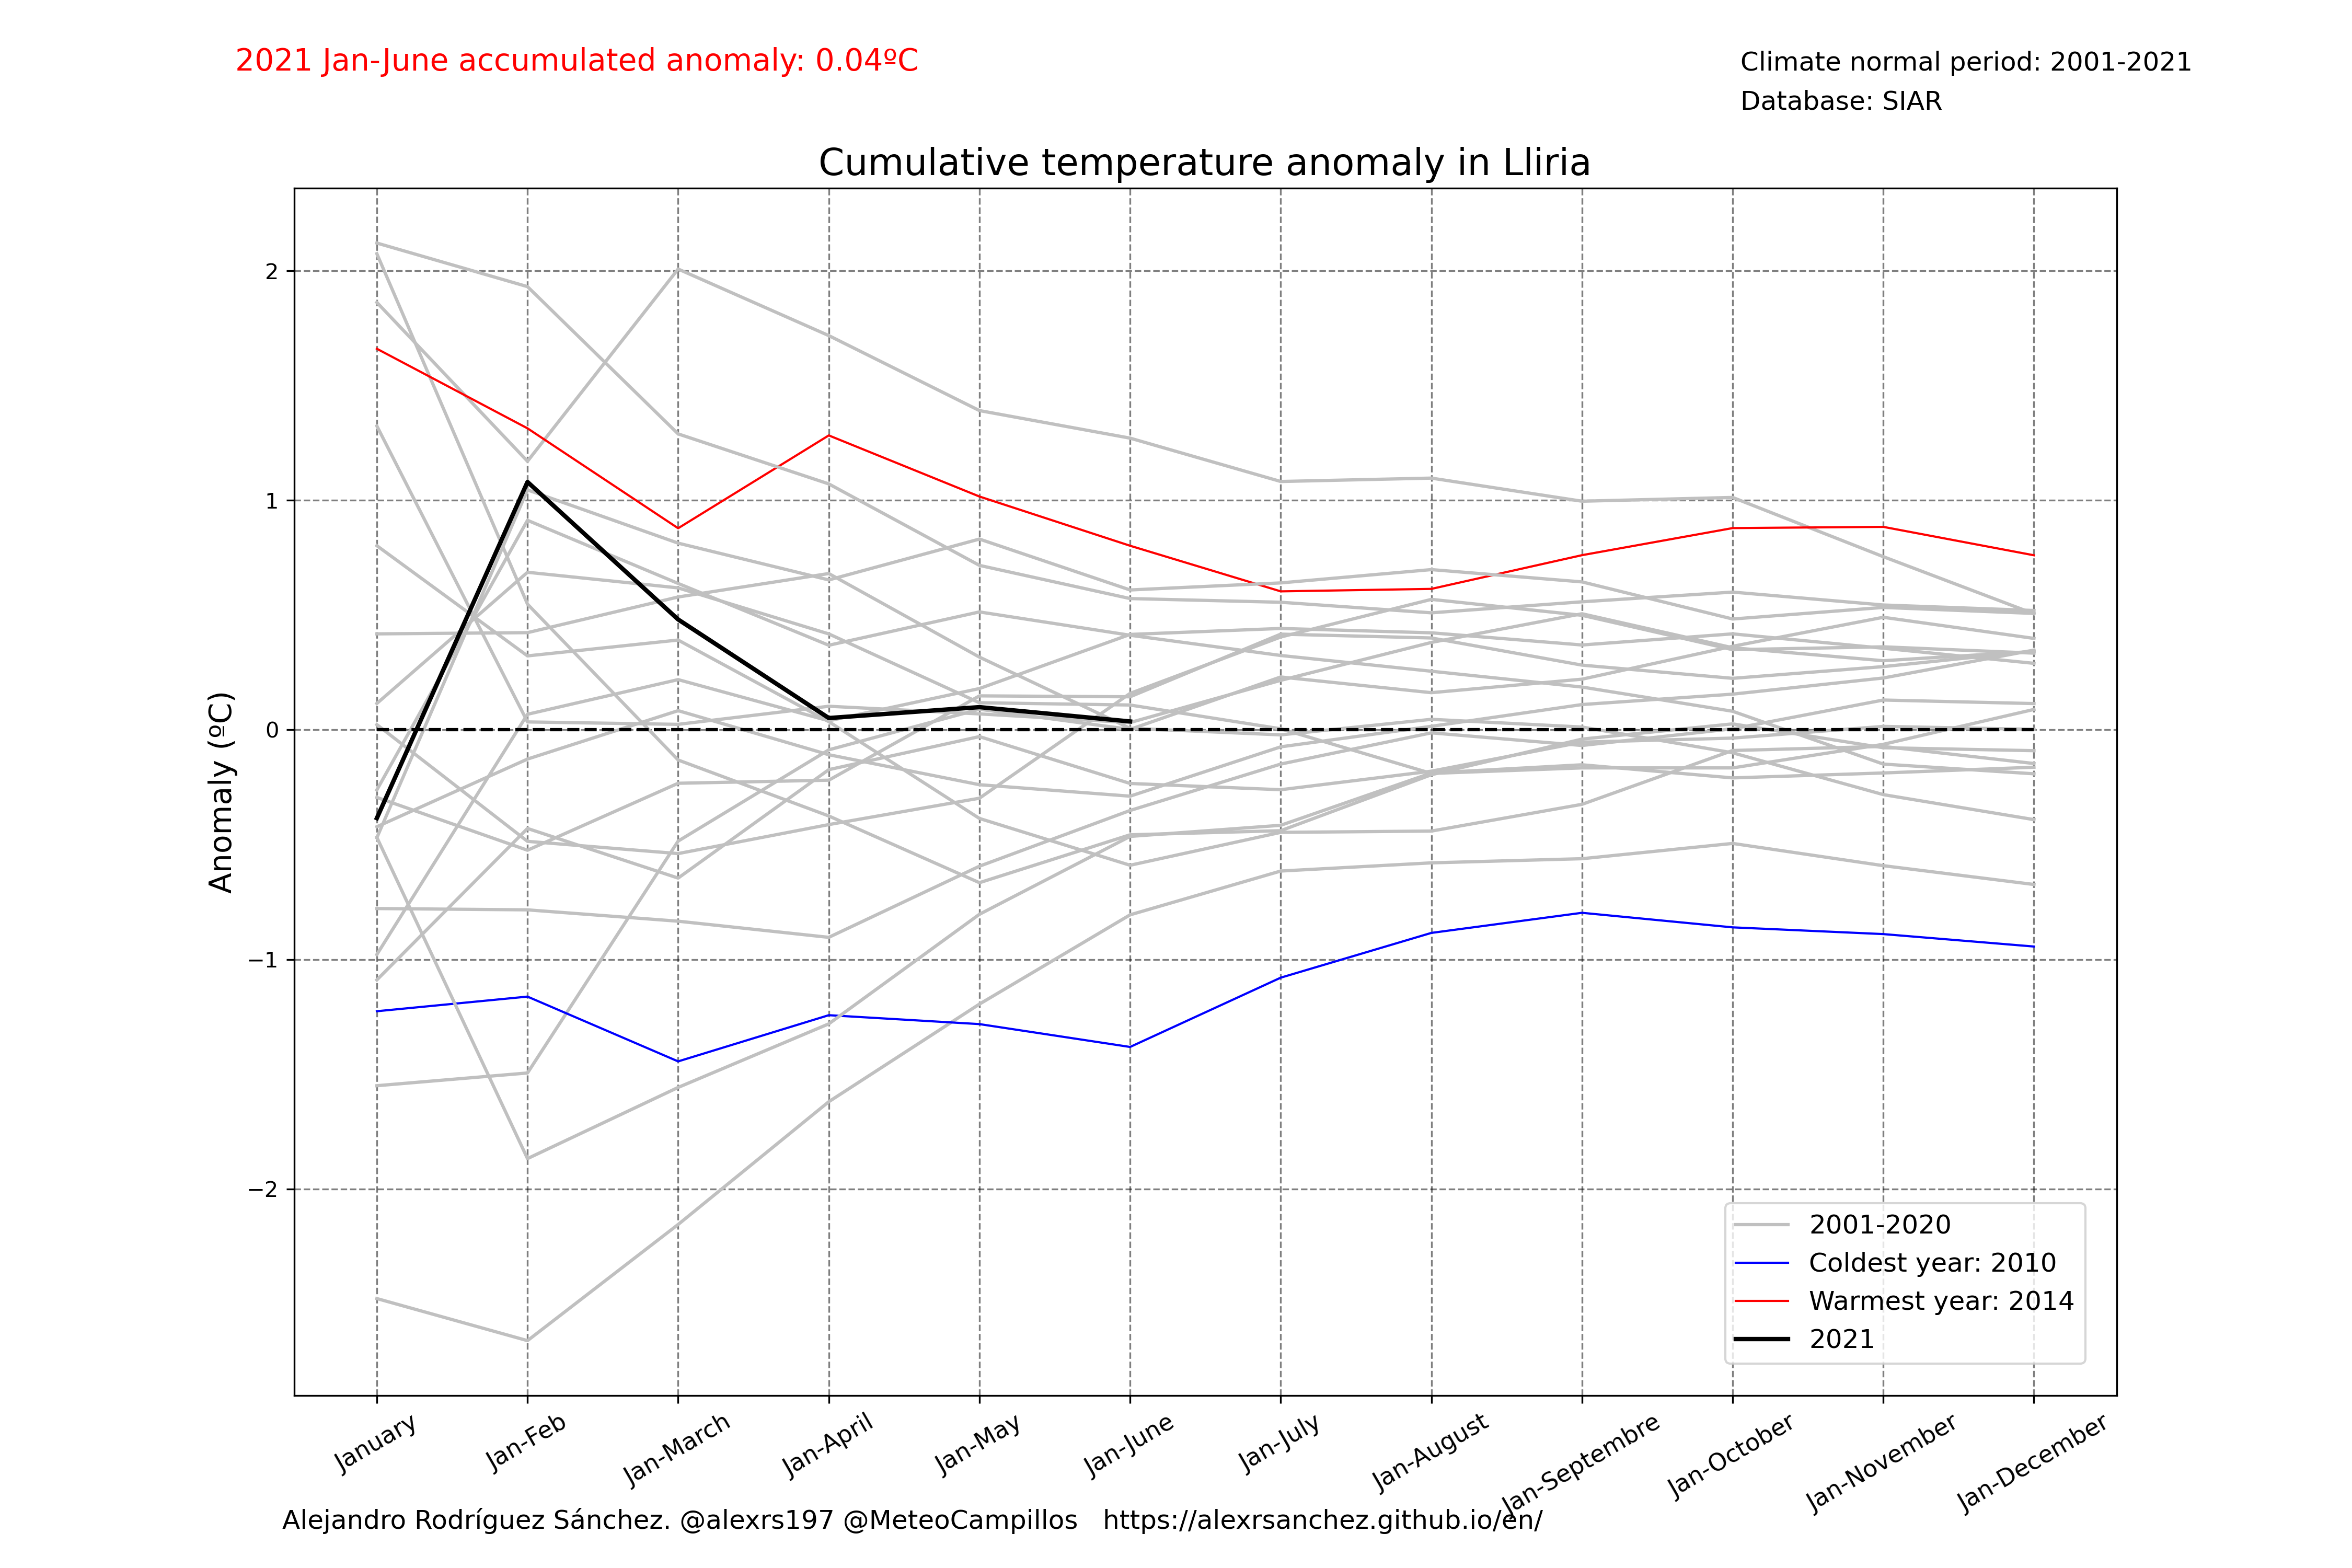 2021 Jan-June accumulated anomaly: 0.04ºC
Climate normal period: 2001-2021
Database: SIAR
Cumulative temperature anomaly in Lliria
Anomaly (ºC)
2
1
0
−1
−2
2001-2020
Coldest year: 2010
Warmest year: 2014
2021
January
Jan-Feb
Jan-March
Jan-April
Jan-May
Jan-June
Jan-July
Jan-August
Jan-Septembre
Jan-October
Jan-November
Jan-December
Alejandro Rodríguez Sánchez. @alexrs197 @MeteoCampillos   https://alexrsanchez.github.io/en/